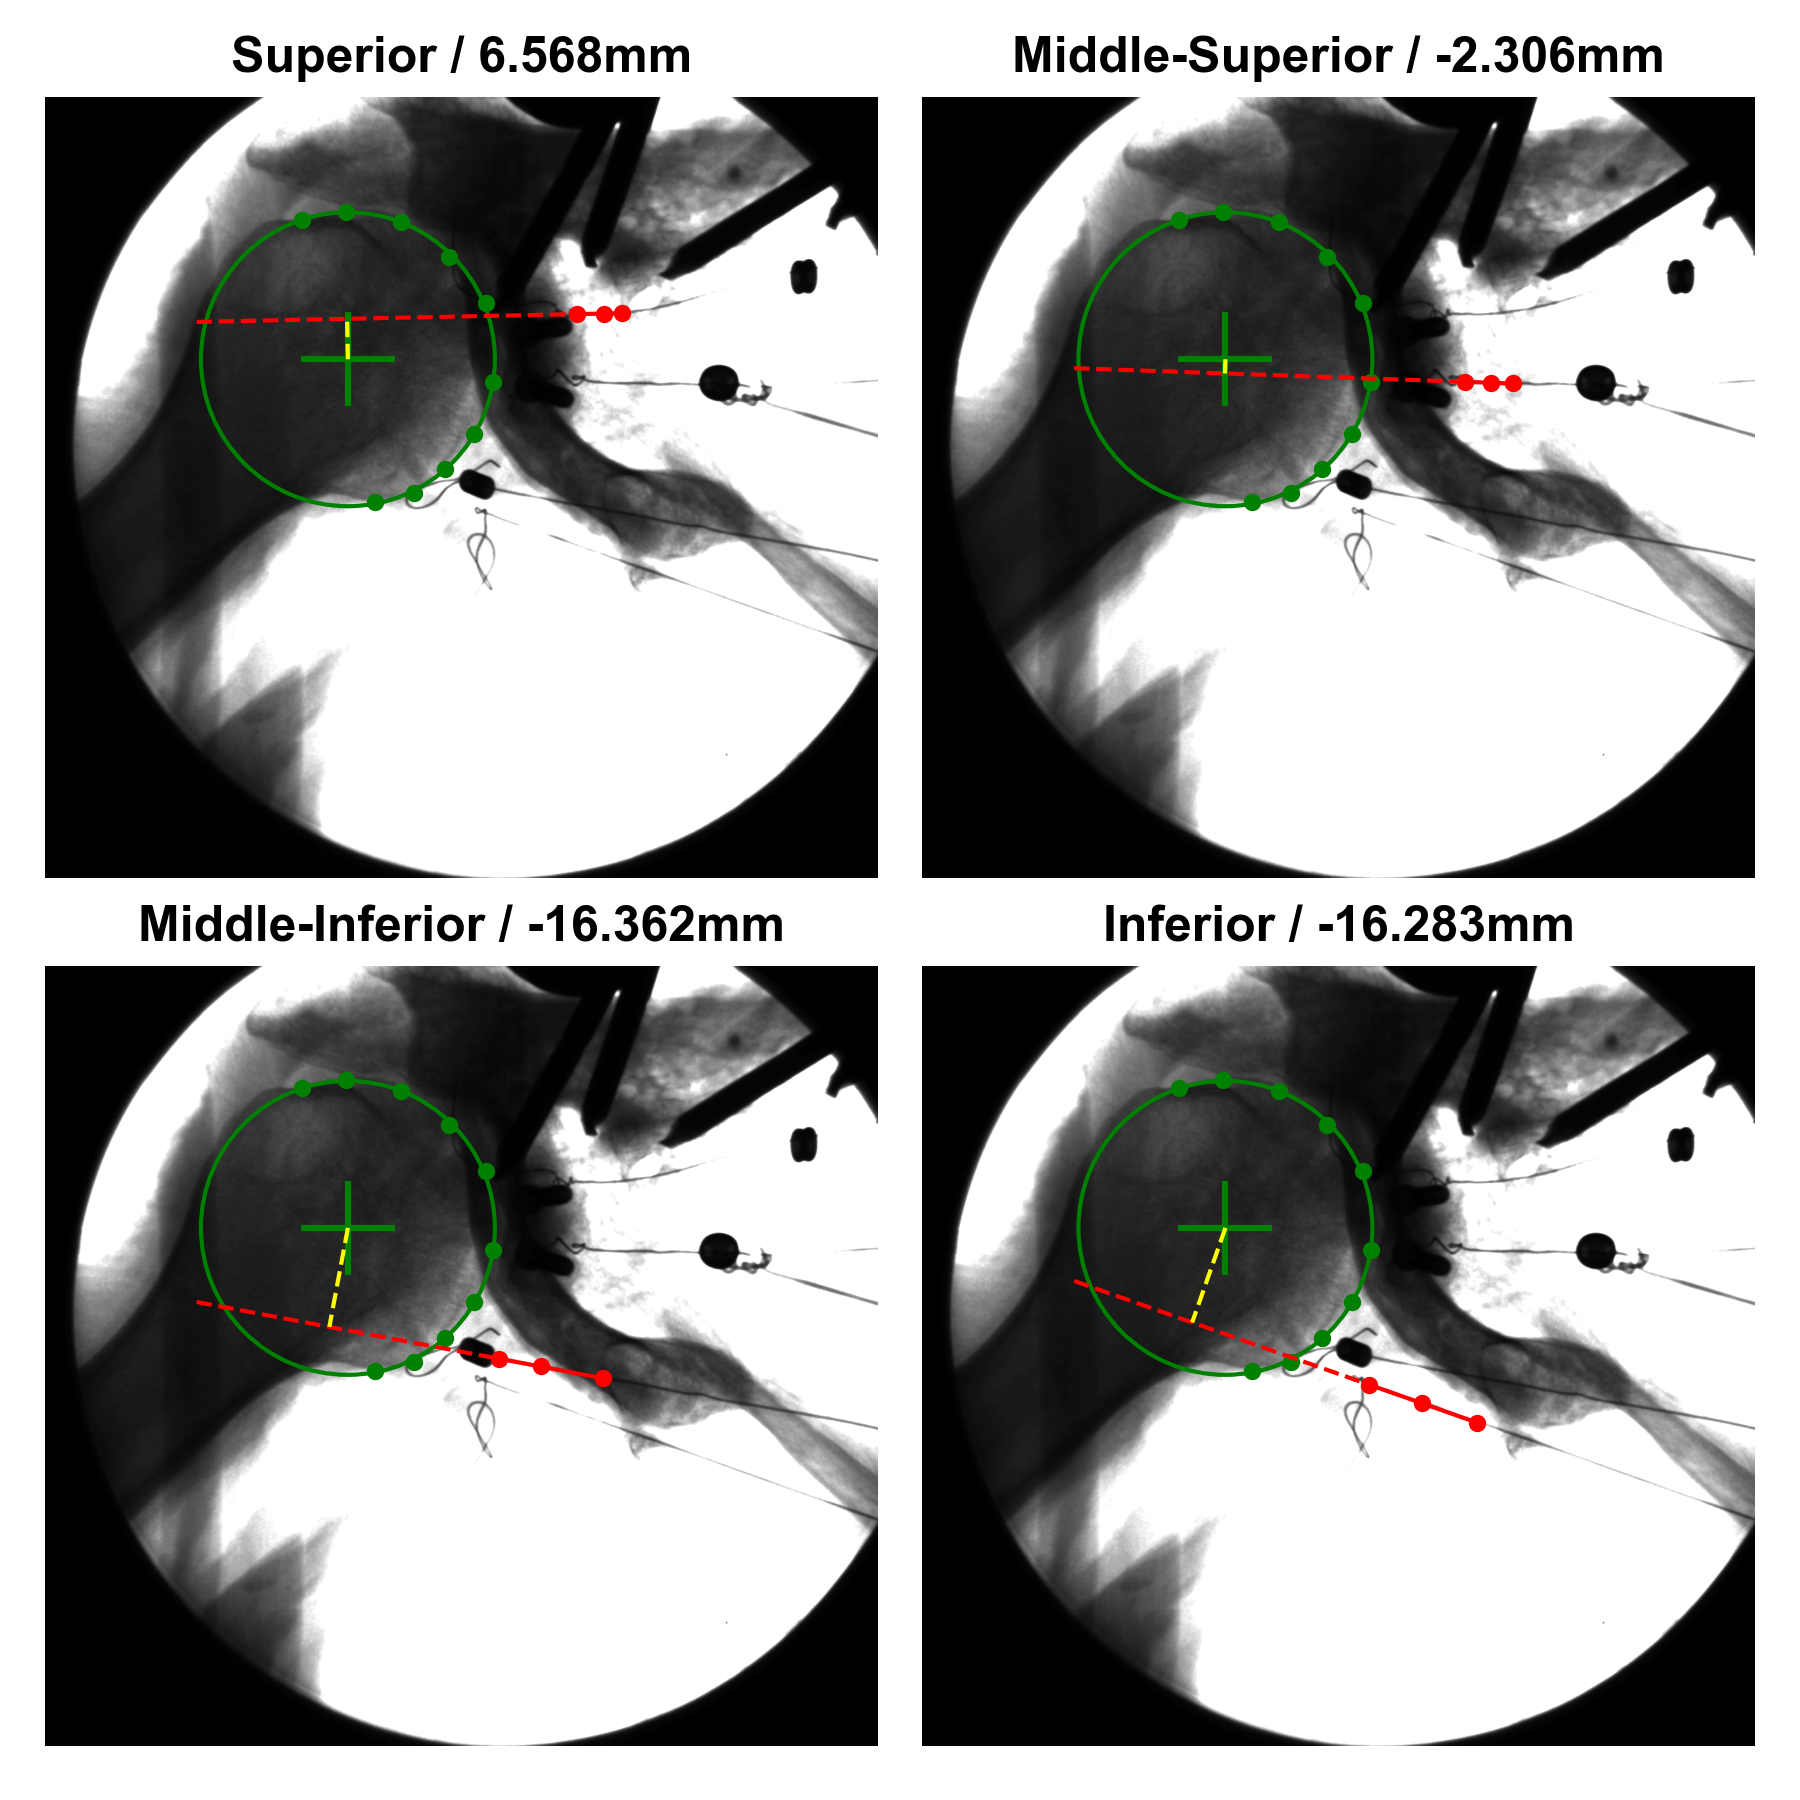 Superior / 6.568mm
Middle-Superior / -2.306mm
Middle-Inferior / -16.362mm
Inferior / -16.283mm